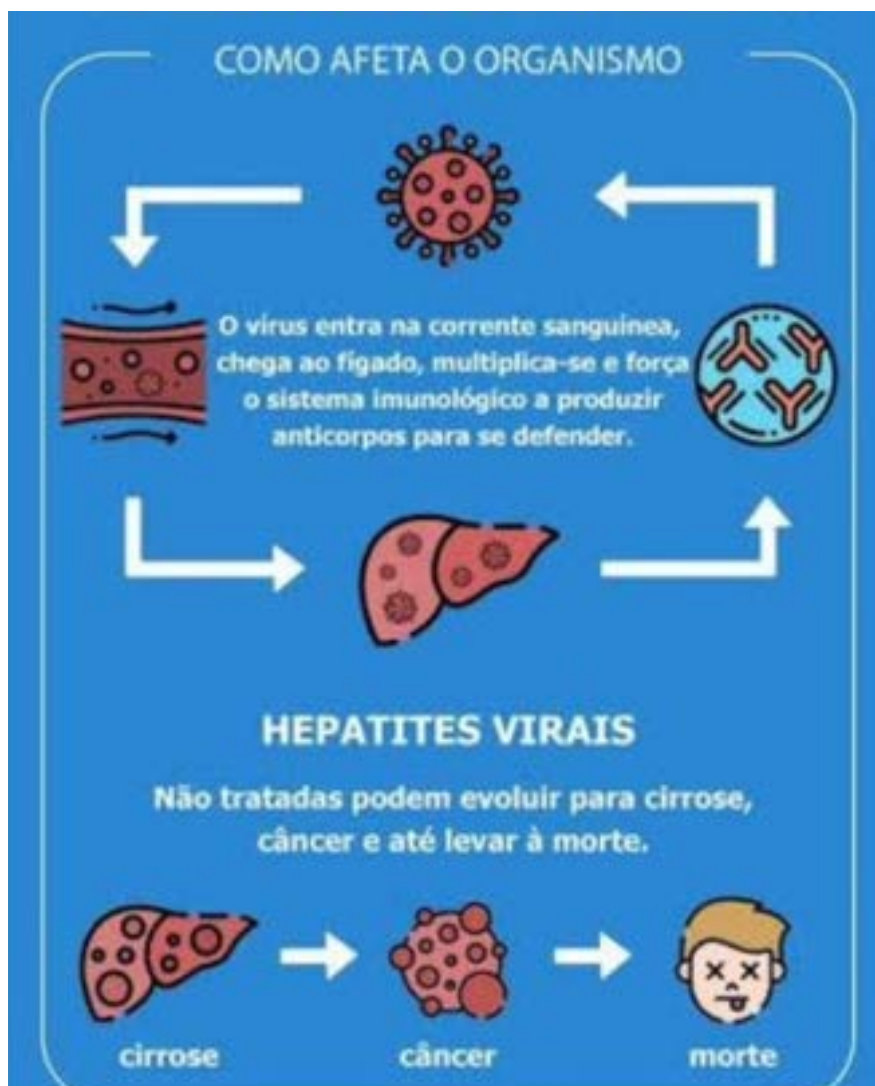 COMO AFETA O ORGANISMO
O vírus entra na corrente sanguínea,
chega ao fígado, multiplica-se e força
o sistema imunológico a produzir
anticorpos para se defender.
HEPATITES VIRAIS
Não tratadas podem evoluir para cirrose,
câncer e até levar à morte.
cirrose
câncer
morte